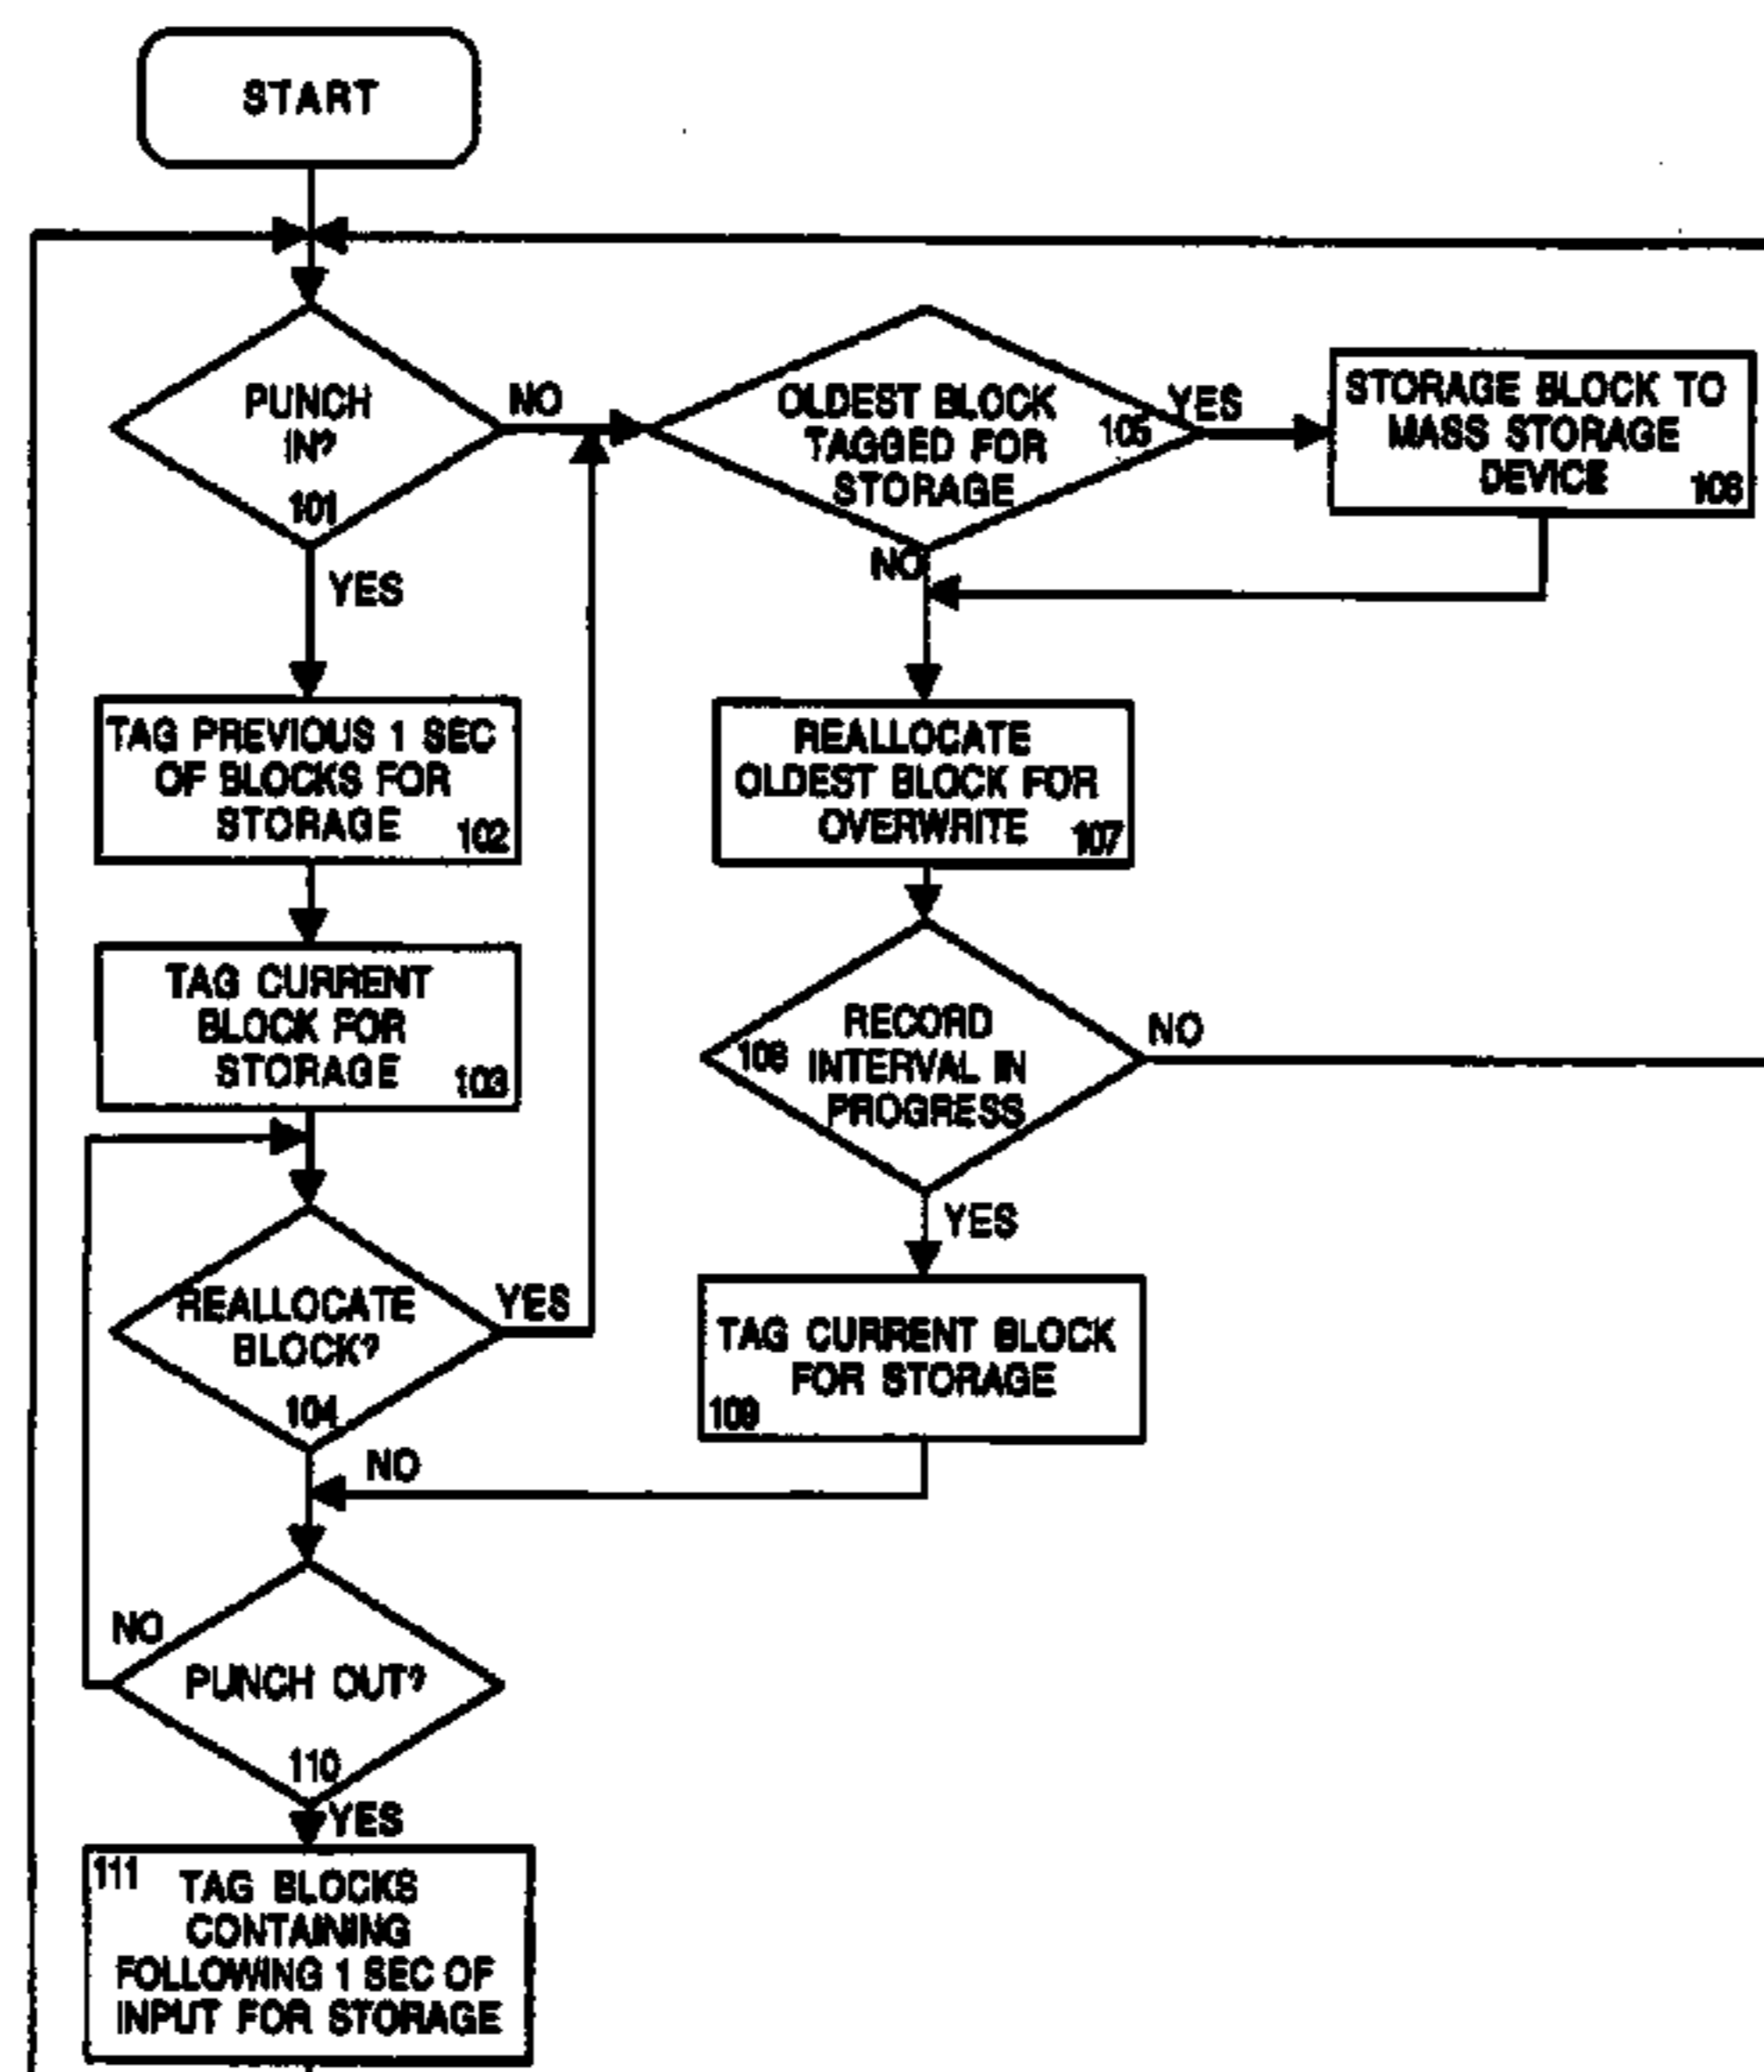 START
PUNCH
IN?
101
NO
YES
OLDEST BLOCK
TAGGED FOR
STORAGE
105
YES
NO
STORAGE BLOCK TO
MASS STORAGE
DEVICE
106
TAG PREVIOUS 1 SEC
OF BLOCKS FOR
STORAGE
102
REALLOCATE
OLDEST BLOCK FOR
OVERWRITE
107
TAG CURRENT
BLOCK FOR
STORAGE
103
RECORD
INTERVAL IN
PROGRESS
108
NO
YES
REALLOCATE
BLOCK?
104
YES
NO
TAG CURRENT BLOCK
FOR STORAGE
109
PUNCH OUT?
110
NO
YES
111
TAG BLOCKS
CONTAINING
FOLLOWING 1 SEC OF
INPUT FOR STORAGE